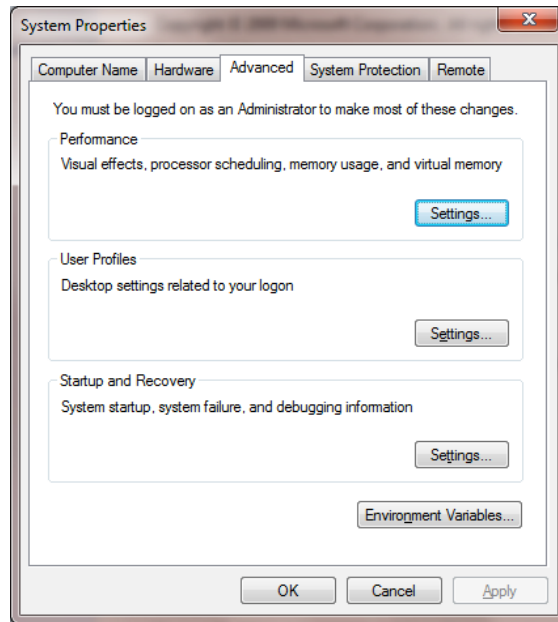 System Properties
Computer Name Hardware Advanced System Protection Remote
You must be logged on as an Administrator to make most of these changes.
Performance
Visual effects, processor scheduling, memory usage, and virtual memory
Settings...
User Profiles
Desktop settings related to your logon
Settings...
Startup and Recovery
System startup, system failure, and debugging information
Settings...
Environment Variables...
OK Cancel Apply